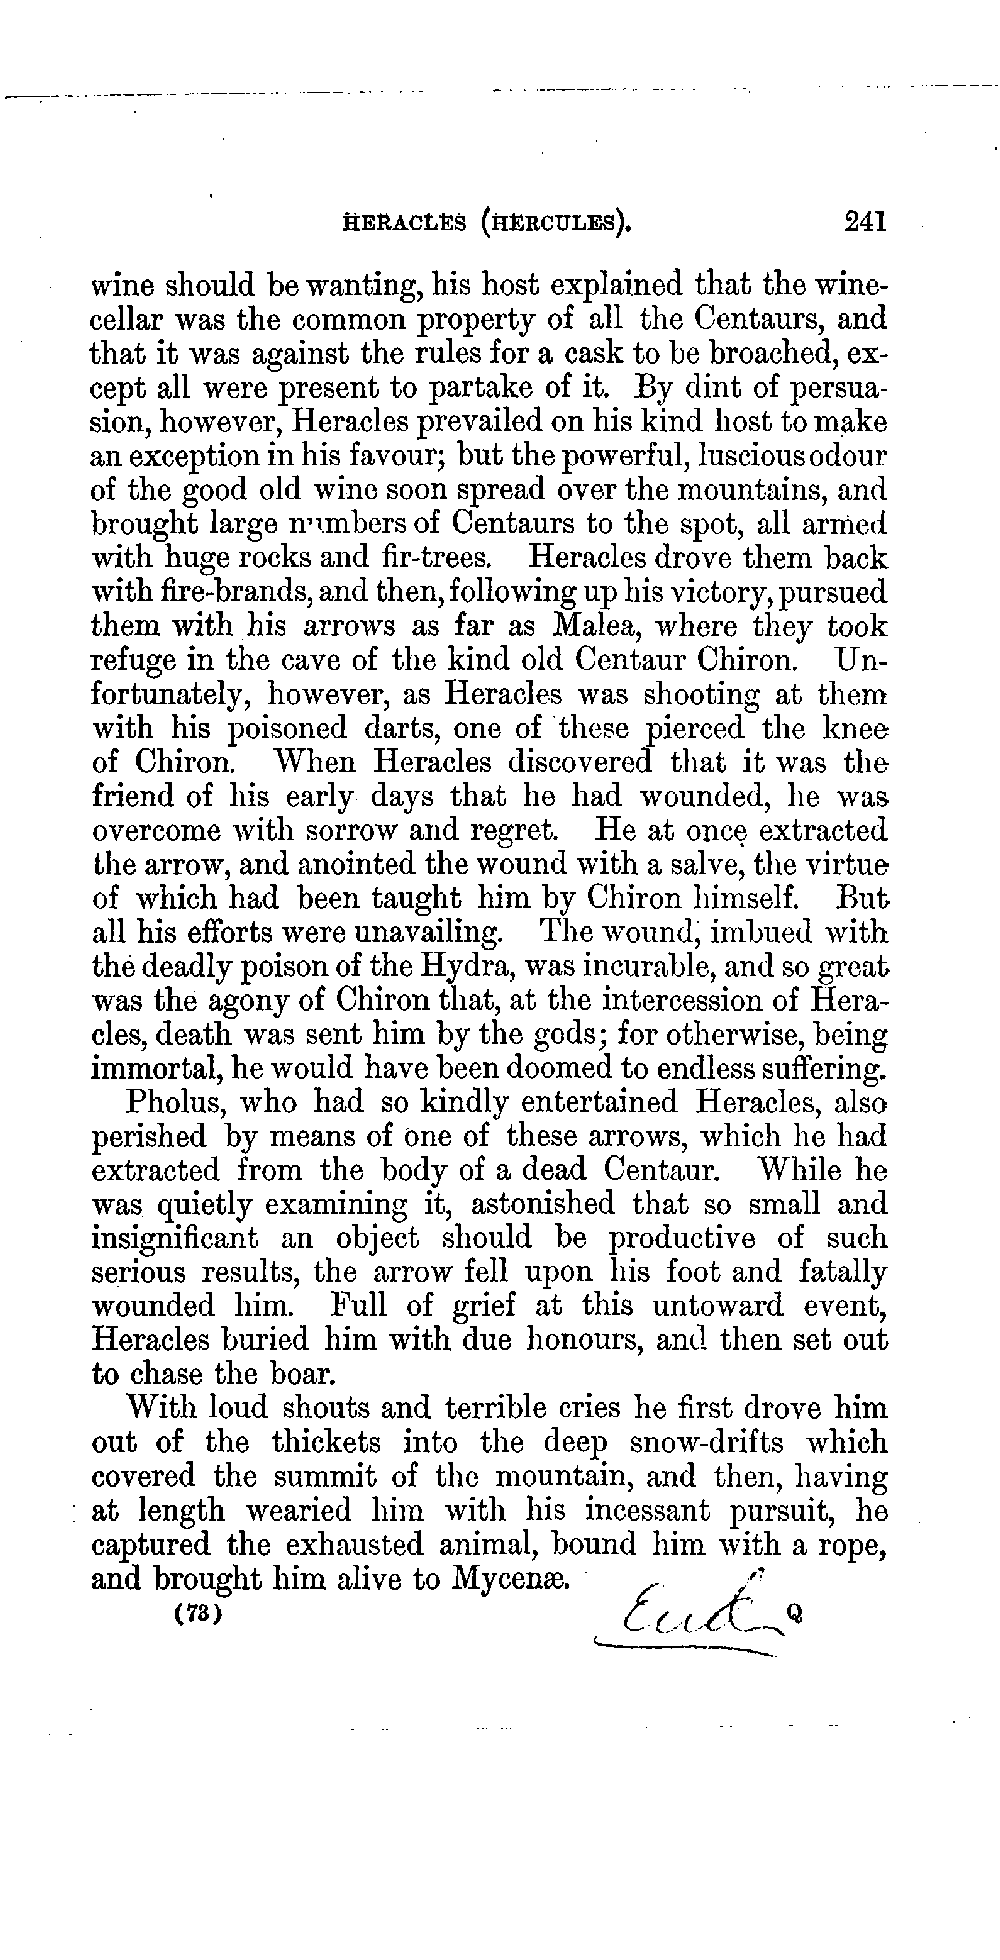 HERACLES (HERCULES). 241
wine should be wanting, his host explained that the wine-
cellar was the common property of all the Centaurs, and
that it was against the rules for a cask to be broached, ex-
cept all were present to partake of it. By dint of persua-
sion, however, Heracles prevailed on his kind host to make
an exception in his favour; but the powerful, luscious odour
of the good old wine soon spread over the mountains, and
brought large numbers of Centaurs to the spot, all armed
with huge rocks and fir-trees. Heracles drove them back
with fire-brands, and then, following up his victory, pursued
them with his arrows as far as Malea, where they took
refuge in the cave of the kind old Centaur Chiron. Un-
fortunately, however, as Heracles was shooting at them
with his poisoned darts, one of these pierced the knee
of Chiron. When Heracles discovered that it was the
friend of his early days that he had wounded, he was
overcome with sorrow and regret. He at once extracted
the arrow, and anointed the wound with a salve, the virtue
of which had been taught him by Chiron himself. But
all his efforts were unavailing. The wound, imbued with
the deadly poison of the Hydra, was incurable, and so great
was the agony of Chiron that, at the intercession of Hera-
cles, death was sent him by the gods; for otherwise, being
immortal, he would have been doomed to endless suffering.
Pholus, who had so kindly entertained Heracles, also
perished by means of one of these arrows, which he had
extracted from the body of a dead Centaur. While he
was quietly examining it, astonished that so small and
insignificant an object should be productive of such
serious results, the arrow fell upon his foot and fatally
wounded him. Full of grief at this untoward event,
Heracles buried him with due honours, and then set out
to chase the boar.
With loud shouts and terrible cries he first drove him
out of the thickets into the deep snow-drifts which
covered the summit of the mountain, and then, having
at length wearied him with his incessant pursuit, he
captured the exhausted animal, bound him with a rope,
and brought him alive to Mycenæ.
(73) End Q